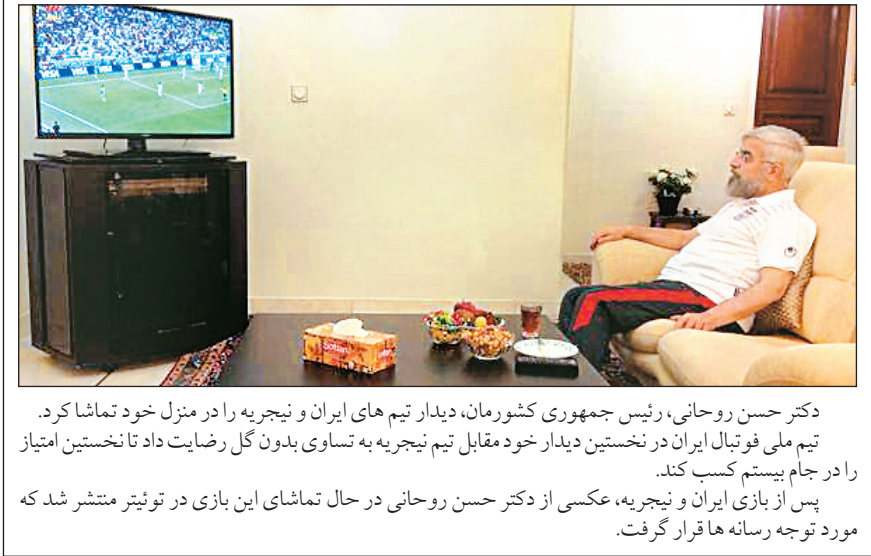 VISA
VISA
Softlan
دکتر حسن روحانی، رئیس جمهوری کشورمان، دیدار تیم های ایران و نیجریه را در منزل خود تماشا کرد.
تیم ملی فوتبال ایران در نخستین دیدار خود مقابل تیم نیجریه به تساوی بدون گل رضایت داد تا نخستین امتیاز
را در جام بیستم کسب کند.
پس از بازی ایران و نیجریه، عکسی از دکتر حسن روحانی در حال تماشای این بازی در توئیتر منتشر شد که
مورد توجه رسانه ها قرار گرفت.